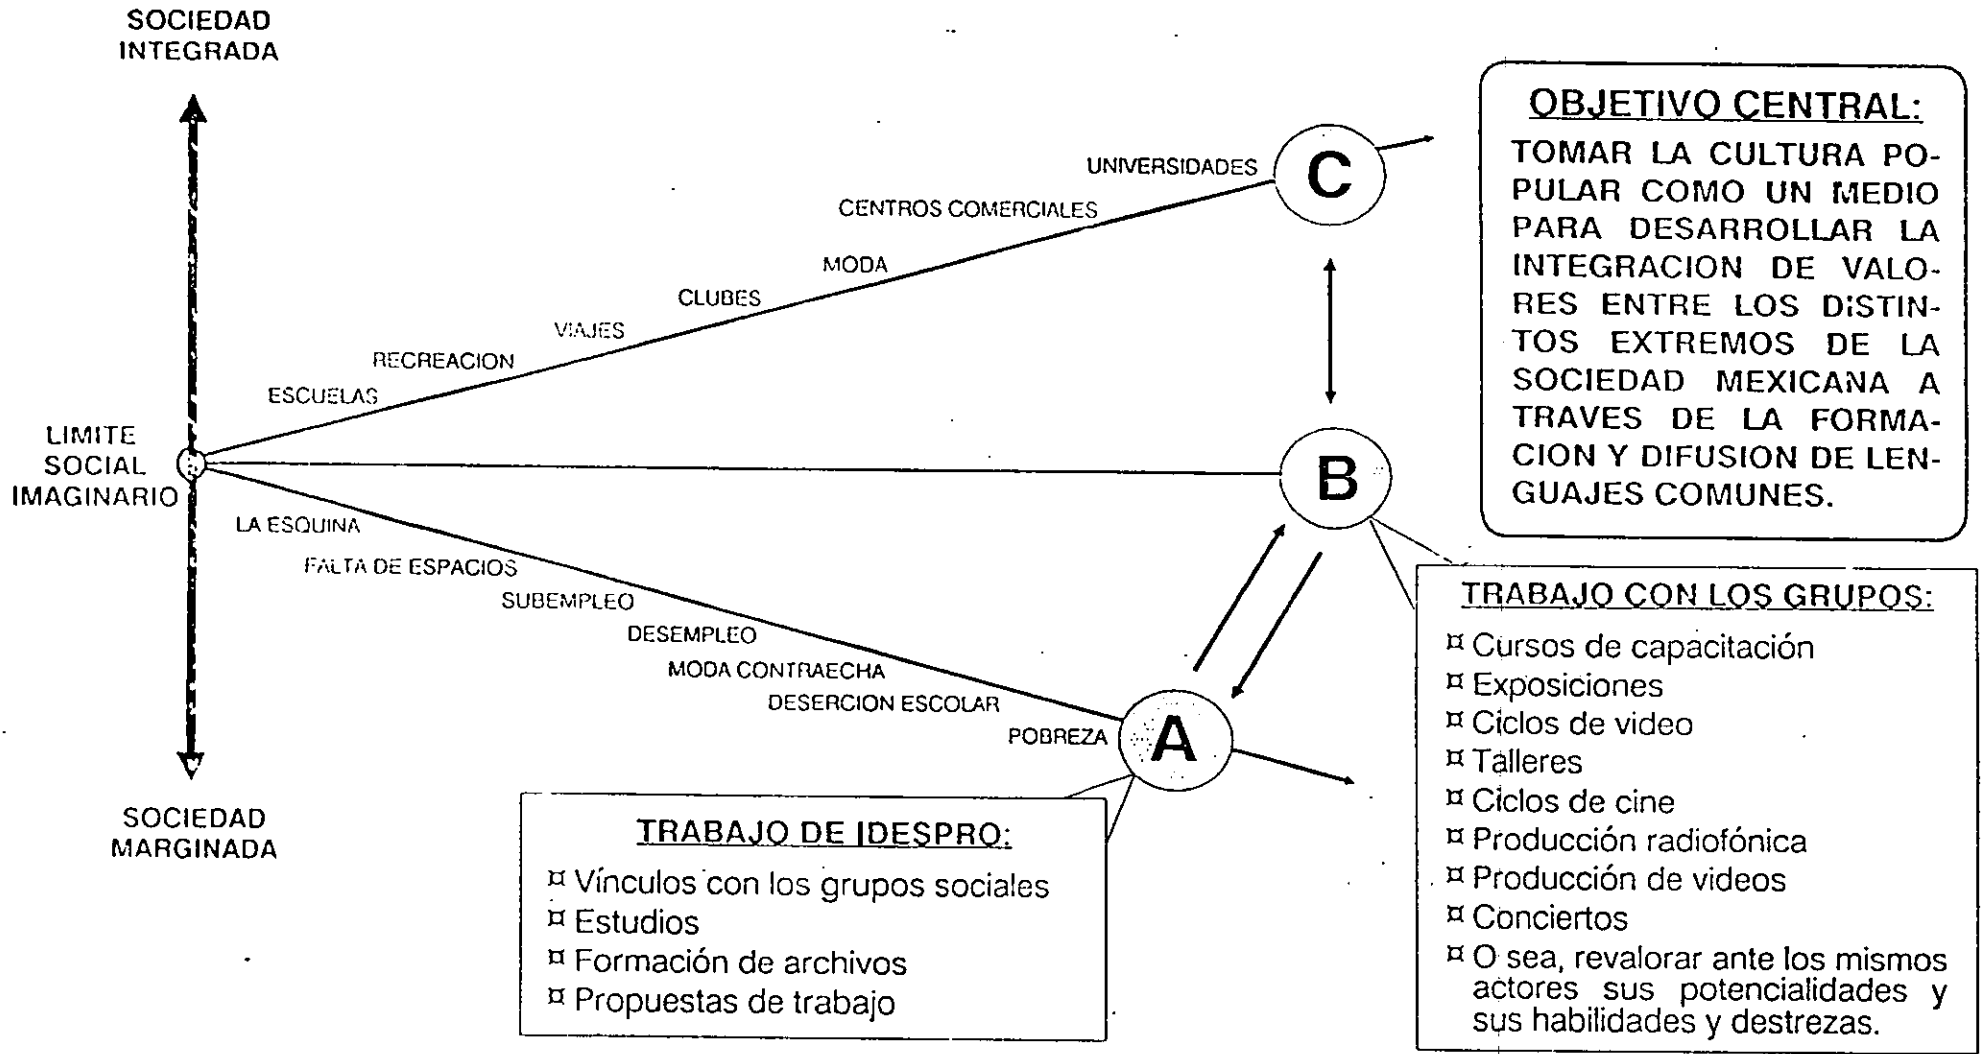 SOCIEDAD
INTEGRADA
OBJETIVO CENTRAL:
TOMAR LA CULTURA PO-
PULAR COMO UN MEDIO
PARA DESARROLLAR LA
INTEGRACION DE VALO-
RES ENTRE LOS DISTIN-
TOS EXTREMOS DE LA
SOCIEDAD MEXICANA A
TRAVES DE LA FORMA-
CION Y DIFUSION DE LEN-
GUAJES COMUNES.
C
UNIVERSIDADES
CENTROS COMERCIALES
MODA
CLUBES
VIAJES
RECREACION
ESCUELAS
LIMITE
SOCIAL
IMAGINARIO
B
LA ESQUINA
FALTA DE ESPACIOS
SUBEMPLEO
DESEMPLEO
MODA CONTRAECHA
DESERCION ESCOLAR
POBREZA
A
SOCIEDAD
MARGINADA
TRABAJO DE IDESPRO:
¤ Vínculos con los grupos sociales
¤ Estudios
¤ Formación de archivos
¤ Propuestas de trabajo
TRABAJO CON LOS GRUPOS:
¤ Cursos de capacitación
¤ Exposiciones
¤ Ciclos de video
¤ Talleres
¤ Ciclos de cine
¤ Producción radiofónica
¤ Producción de videos
¤ Conciertos
¤ O sea, revalorar ante los mismos
actores sus potencialidades y
sus habilidades y destrezas.